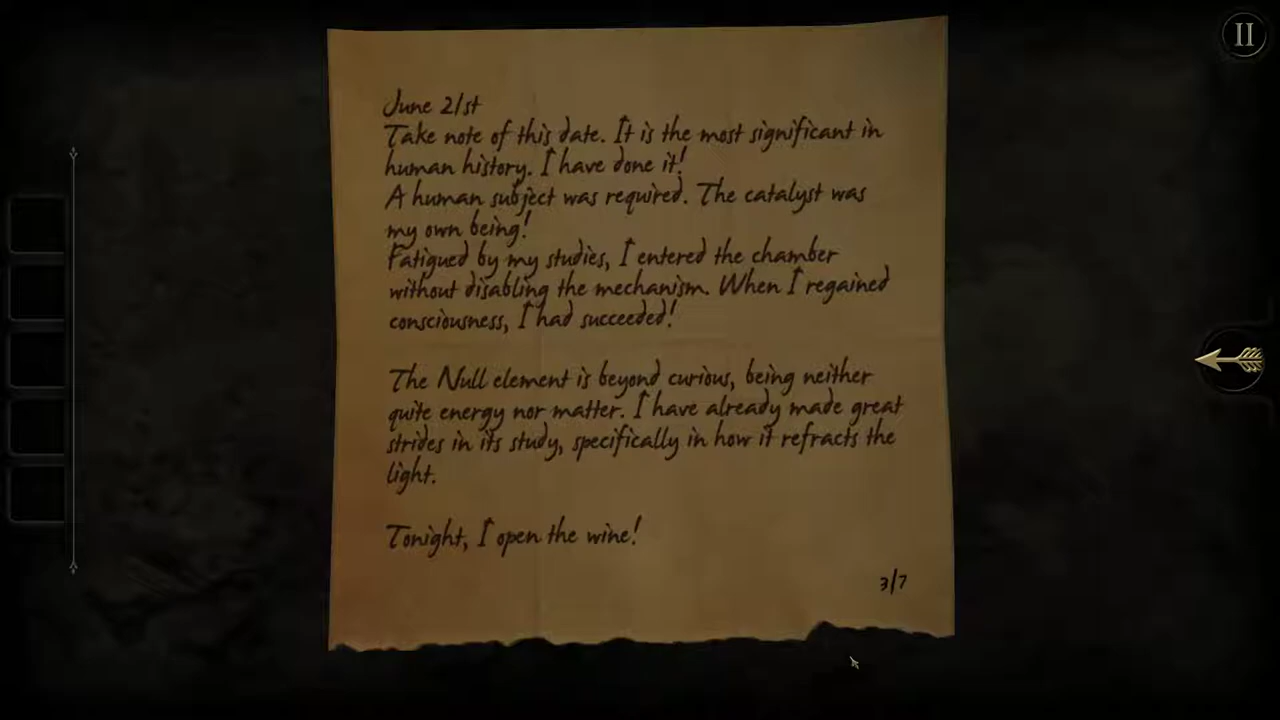 June 21st
Take note of this date. It is the most significant in
human history. I have done it!
A human subject was required. The catalyst was
my own being!
Fatigued by my studies, I entered the chamber
without disabling the mechanism. When I regained
consciousness, I had succeeded!
The Null element is beyond curious, being neither
quite energy nor matter. I have already made great
strides in its study, specifically in how it refracts the
light.
Tonight, I open the wine!
3/7